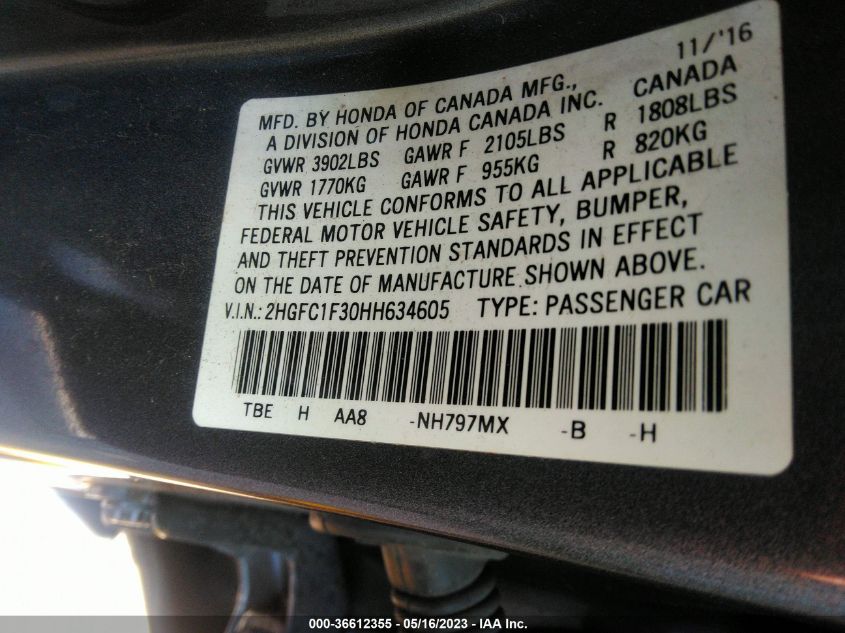 11/'16
MFD. BY HONDA OF CANADA MFG.,
A DIVISION OF HONDA CANADA INC. CANADA
GVWR 3902LBS GAWR F 2105LBS R 1808LBS
GVWR 1770KG GAWR F 955KG R 820KG
THIS VEHICLE CONFORMS TO ALL APPLICABLE
FEDERAL MOTOR VEHICLE SAFETY, BUMPER,
AND THEFT PREVENTION STANDARDS IN EFFECT
ON THE DATE OF MANUFACTURE SHOWN ABOVE.
V.I.N.: 2HGFC1F30HH634605 TYPE: PASSENGER CAR
TBE H AA8 -NH797MX -B -H
000-36612355 - 05/16/2023 - IAA Inc.